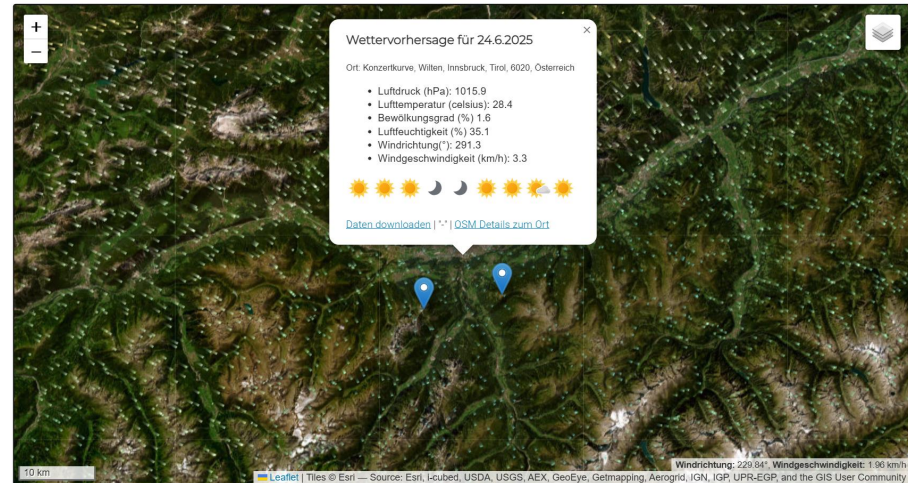 +
−
×
Wettervorhersage für 24.6.2025
Ort: Konzertkurve, Wilten, Innsbruck, Tirol, 6020, Österreich
• Luftdruck (hPa): 1015.9
• Lufttemperatur (celsius): 28.4
• Bewölkungsgrad (%) 1.6
• Luftfeuchtigkeit (%) 35.1
• Windrichtung(°): 291.3
• Windgeschwindigkeit (km/h): 3.3
Daten downloaden | "-" | OSM Details zum Ort
10 km
Windrichtung: 229.84°, Windgeschwindigkeit: 1.96 km/h
Leaflet | Tiles © Esri — Source: Esri, i-cubed, USDA, USGS, AEX, GeoEye, Getmapping, Aerogrid, IGN, IGP, UPR-EGP, and the GIS User Community